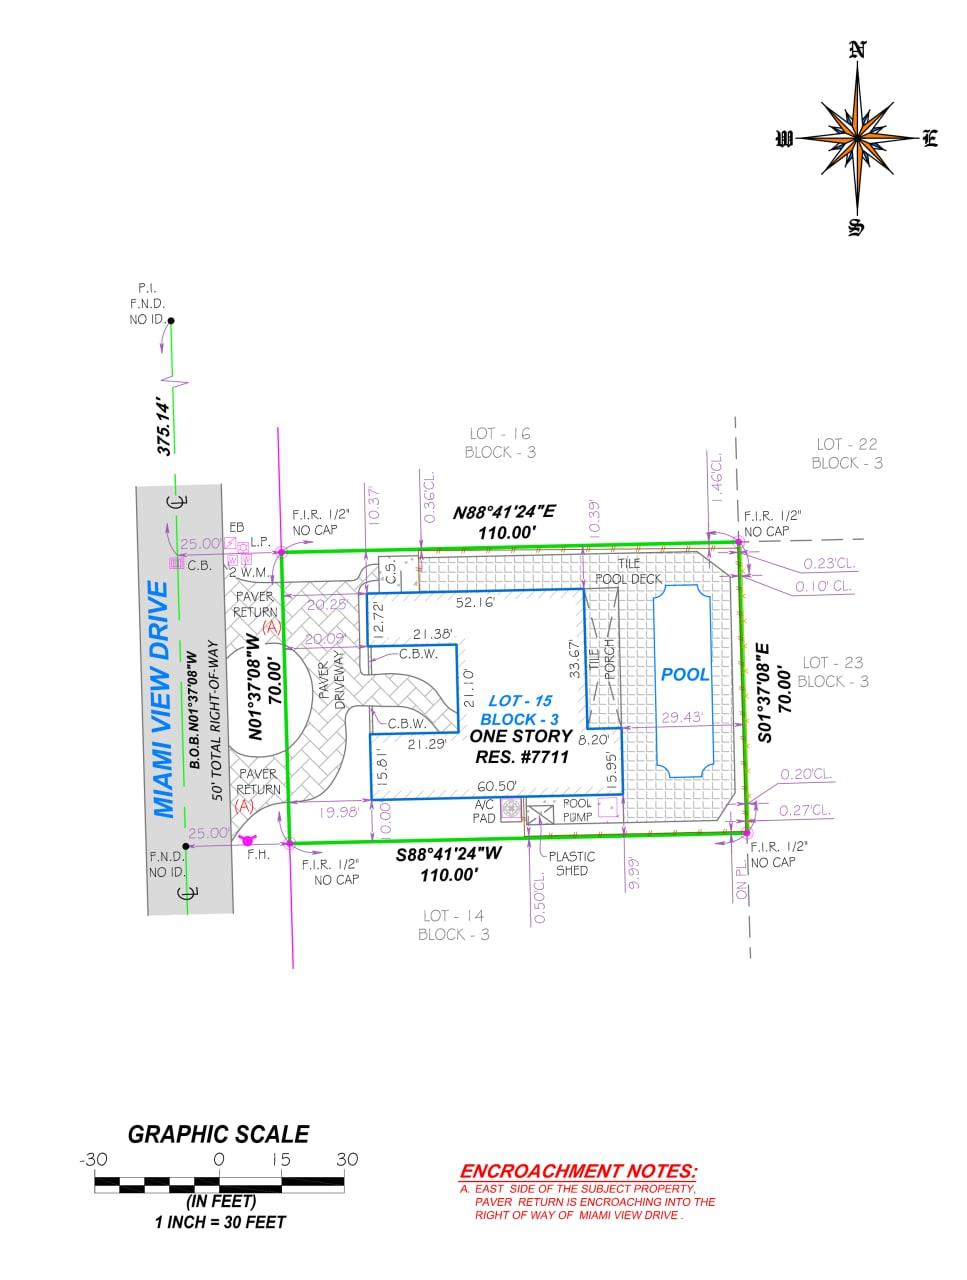 N
W
E
S
P.I.
F.N.D.
NO ID.
375.14'
LOT - 16
BLOCK - 3
LOT - 22
BLOCK - 3
N88°41'24"E
110.00'
F.I.R. 1/2"
NO CAP
10.37'
0.36'CL.
10.39'
1.46'CL.
F.I.R. 1/2"
NO CAP
EB
L.P.
25.00'
C.B.
2 W.M.
0.23'CL.
0.10' CL.
TILE
POOL DECK
C.S.
PAVER
RETURN
(A)
20.25'
12.72'
52.16'
20.09'
21.38'
C.B.W.
MIAMI VIEW DRIVE
B.O.B. N01°37'08"W
50' TOTAL RIGHT-OF-WAY
N01°37'08"W
70.00'
PAVER
DRIVEWAY
21.10'
33.67'
TILE
PORCH
POOL
S01°37'08"E
70.00'
LOT - 23
BLOCK - 3
LOT - 15
BLOCK - 3
ONE STORY
RES. #7711
C.B.W.
21.29'
8.20'
29.43'
15.81'
15.95'
60.50'
PAVER
RETURN
(A)
19.98'
10.00'
A/C
PAD
POOL
PUMP
0.20'CL.
0.27'CL.
25.00'
F.N.D.
NO ID.
F.H.
F.I.R. 1/2"
NO CAP
S88°41'24"W
110.00'
PLASTIC
SHED
0.50'CL.
9.99'
ON PL.
F.I.R. 1/2"
NO CAP
LOT - 14
BLOCK - 3
GRAPHIC SCALE
-30 0 15 30
(IN FEET)
1 INCH = 30 FEET
ENCROACHMENT NOTES:
A. EAST SIDE OF THE SUBJECT PROPERTY,
PAVER RETURN IS ENCROACHING INTO THE
RIGHT OF WAY OF MIAMI VIEW DRIVE .